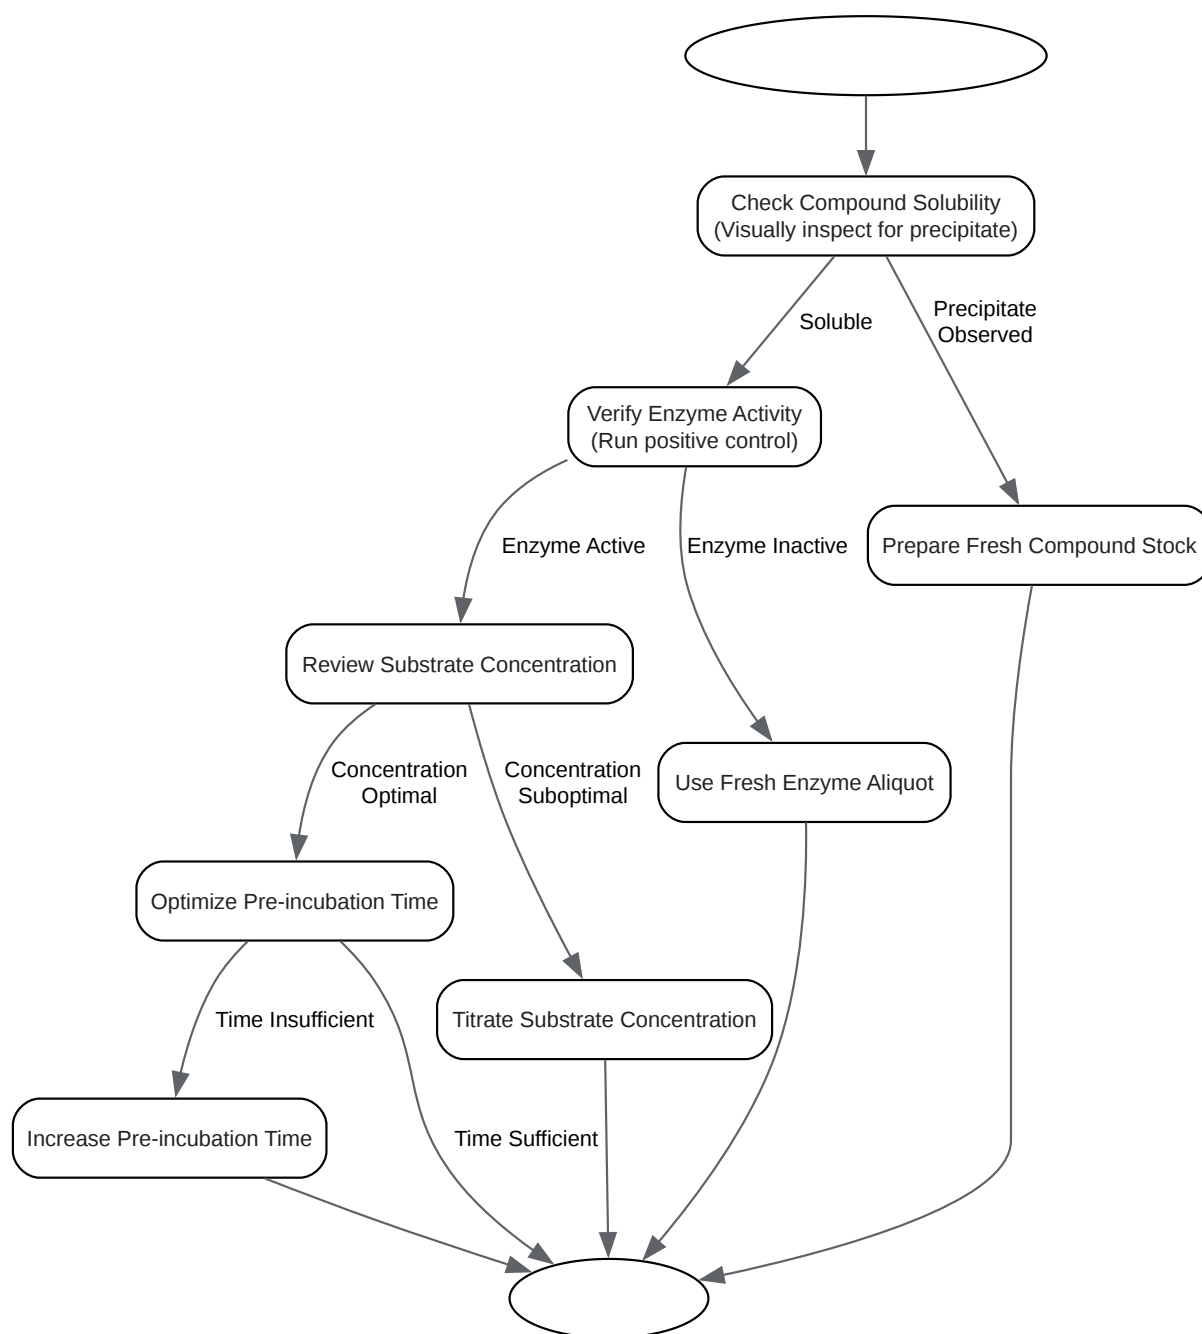 Check Compound Solubility
(Visually inspect for precipitate)
Soluble
Precipitate
Observed
Verify Enzyme Activity
(Run positive control)
Enzyme Active
Enzyme Inactive
Prepare Fresh Compound Stock
Review Substrate Concentration
Concentration
Optimal
Concentration
Suboptimal
Use Fresh Enzyme Aliquot
Optimize Pre-incubation Time
Time Insufficient
Titrate Substrate Concentration
Increase Pre-incubation Time
Time Sufficient